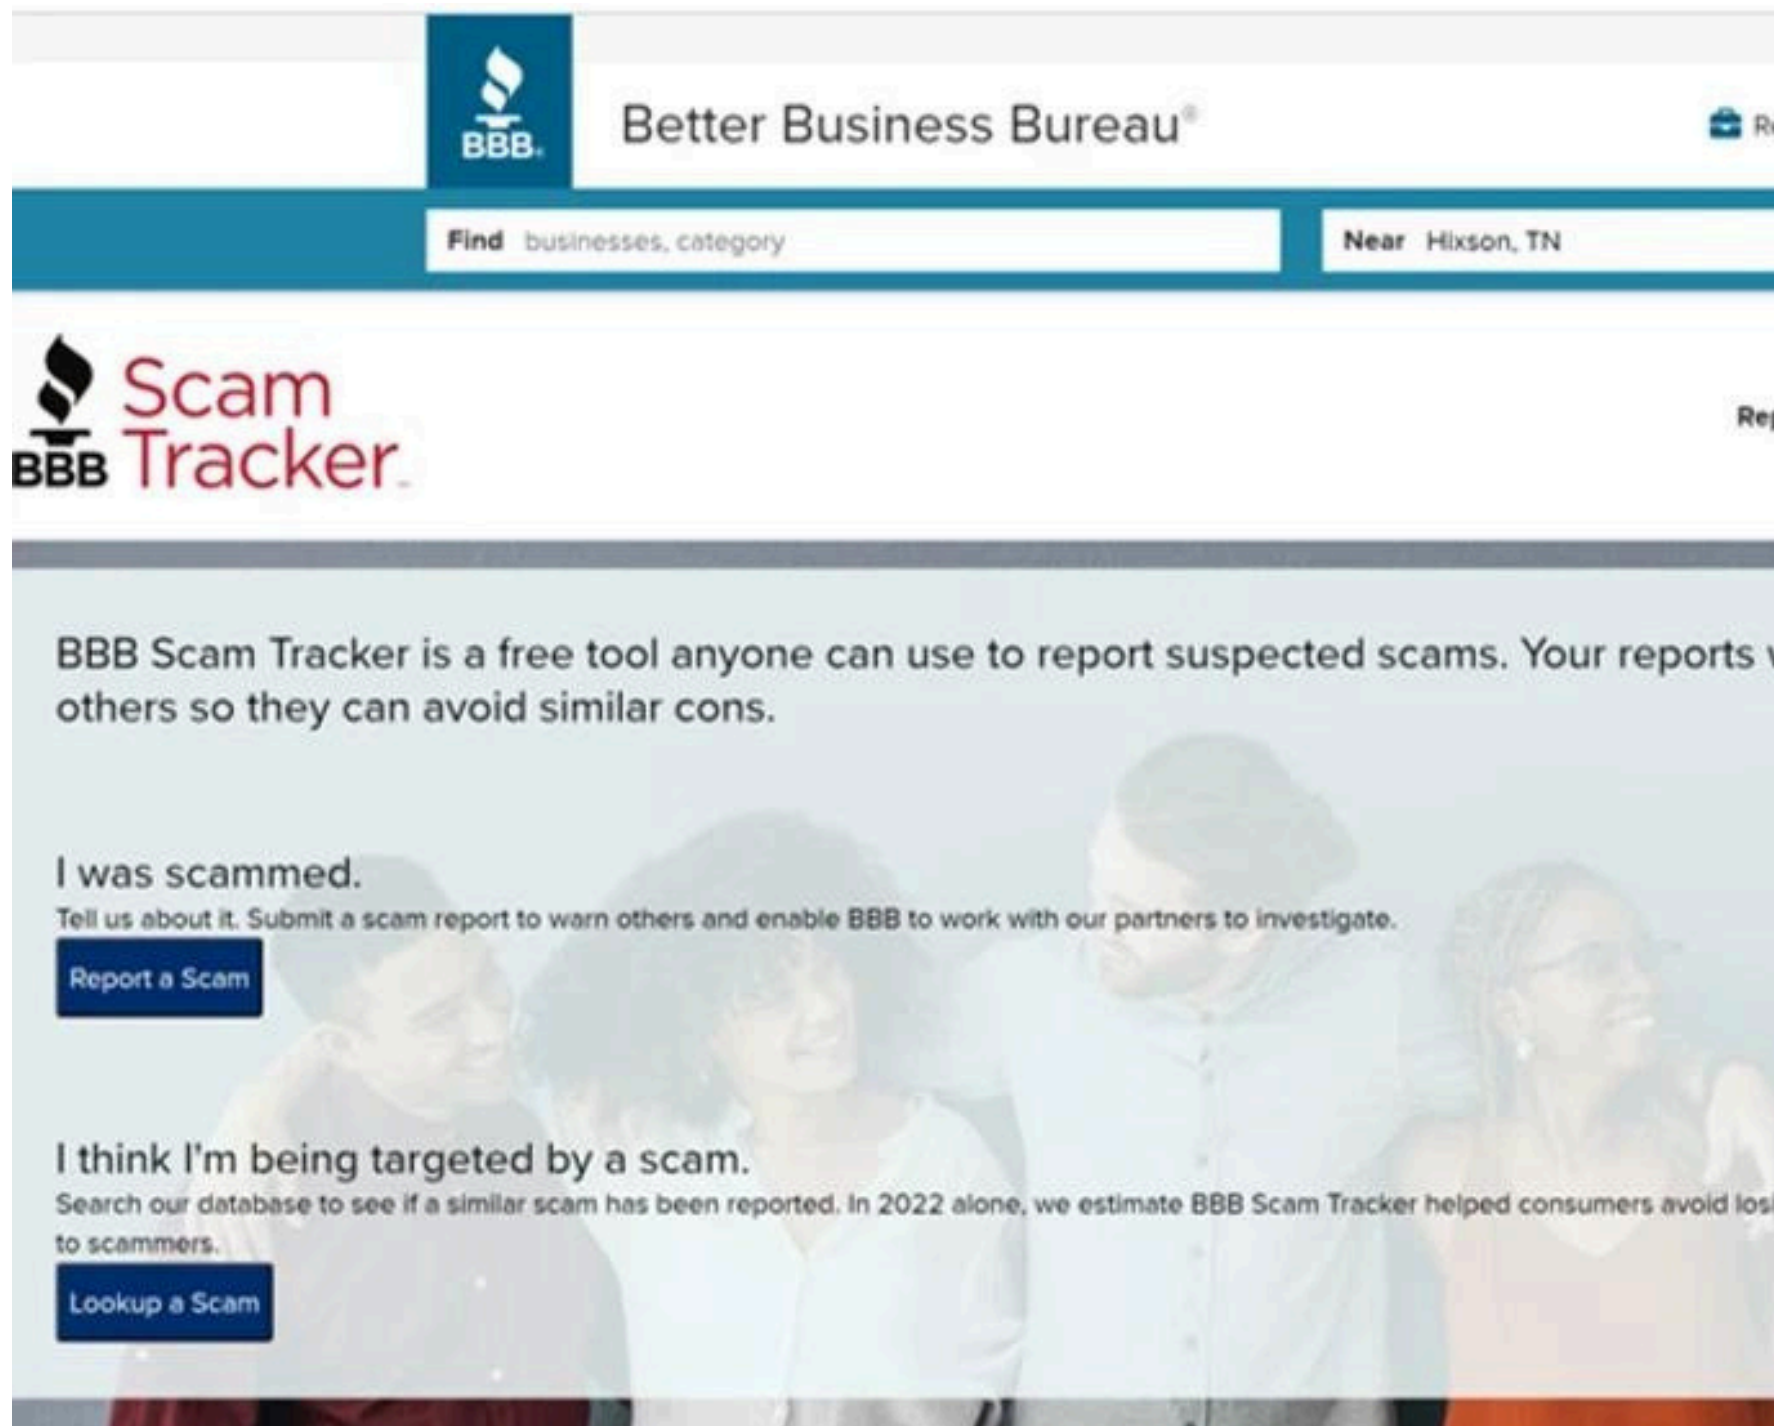 BBB.
Better Business Bureau®
Find businesses, category
Near Hixson, TN
BBB Scam
Tracker
BBB Scam Tracker is a free tool anyone can use to report suspected scams. Your reports
others so they can avoid similar cons.
I was scammed.
Tell us about it. Submit a scam report to warn others and enable BBB to work with our partners to investigate.
Report a Scam
I think I'm being targeted by a scam.
Search our database to see if a similar scam has been reported. In 2022 alone, we estimate BBB Scam Tracker helped consumers avoid
to scammers.
Lookup a Scam